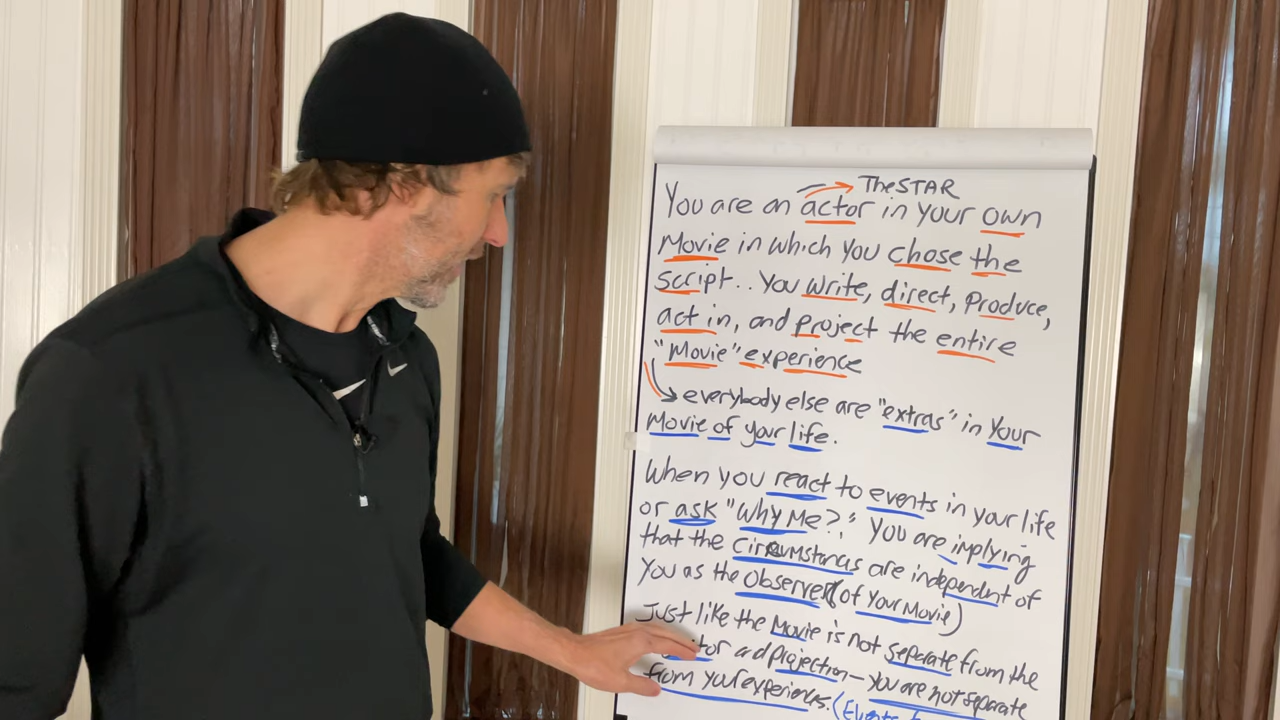 The STAR
You are an actor in your own
Movie in which you chose the
script.. You write, direct, produce,
act in, and project the entire
"Movie" experience
everybody else are "extras" in your
Movie of your life.
When you react to events in your life
or ask "Why Me?", you are implying
that the circumstances are independnt of
you as the observer (of your Movie)
Just like the Movie is not separate from the
and projection - you are not separate
from your experiences. (Events